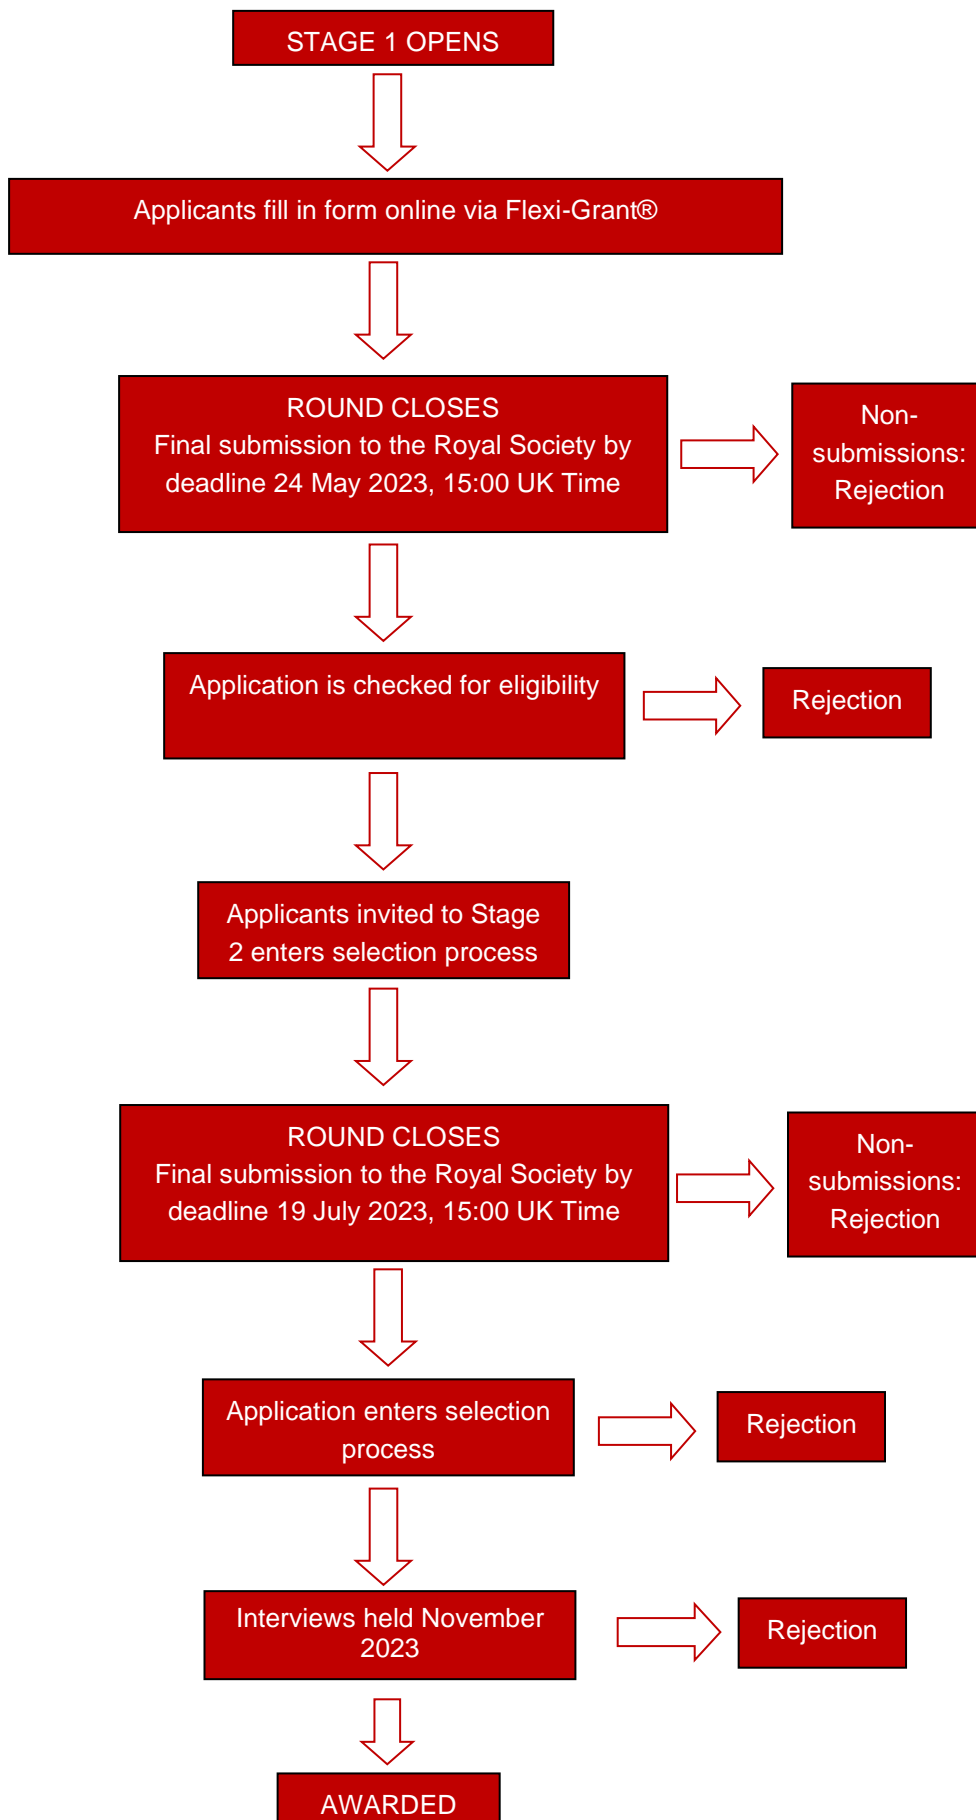 STAGE 1 OPENS
Applicants fill in form online via Flexi-Grant®
ROUND CLOSES
Final submission to the Royal Society by
deadline 24 May 2023, 15:00 UK Time
Non-
submissions:
Rejection
Application is checked for eligibility
Rejection
Applicants invited to Stage
2 enters selection process
ROUND CLOSES
Final submission to the Royal Society by
deadline 19 July 2023, 15:00 UK Time
Non-
submissions:
Rejection
Application enters selection
process
Rejection
Interviews held November
2023
Rejection
AWARDED